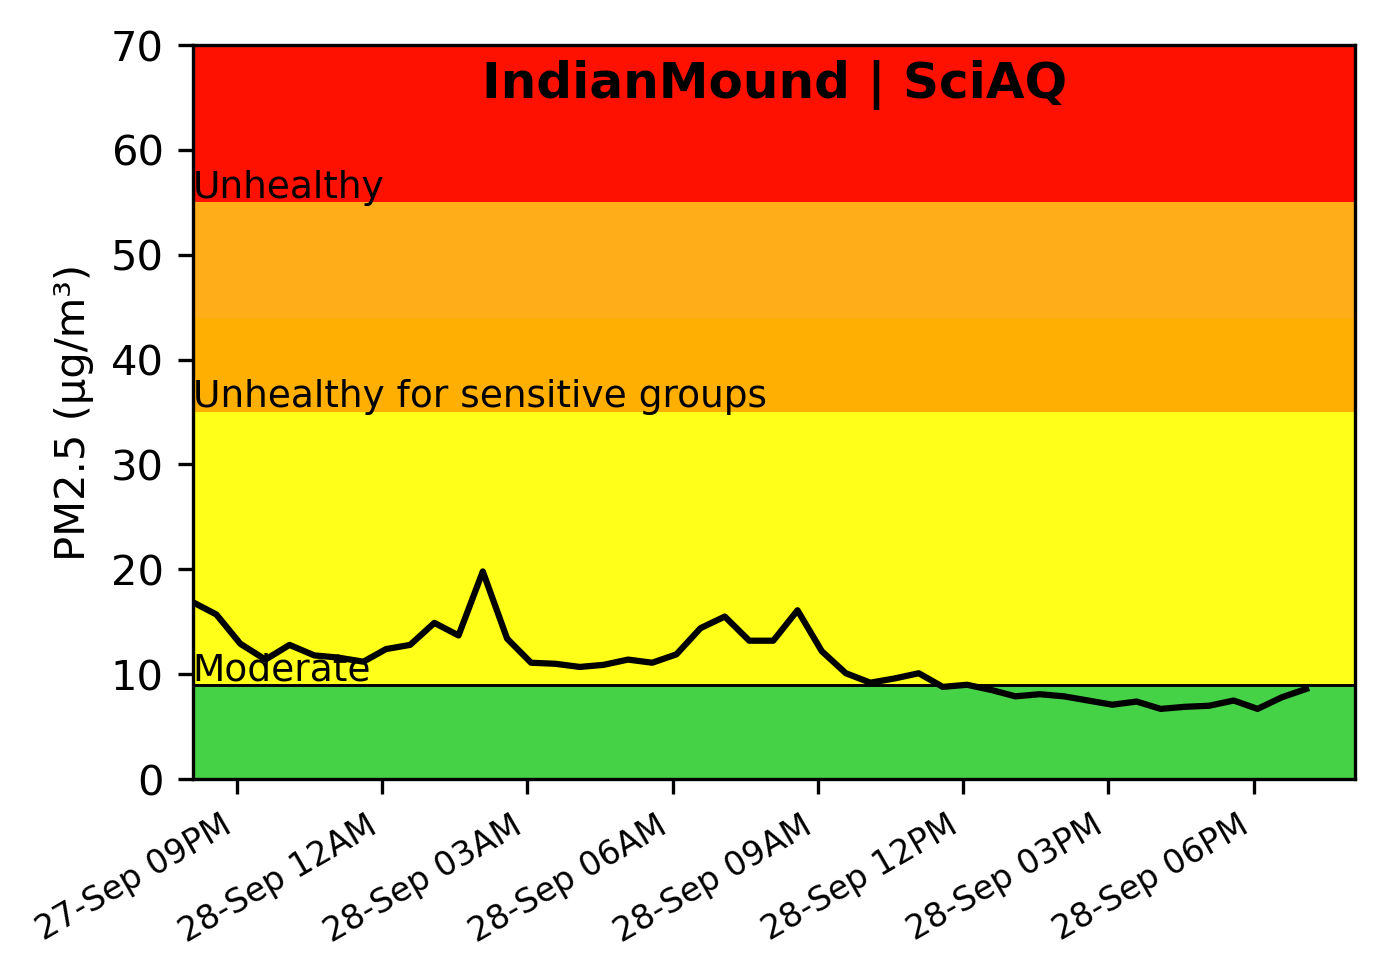 IndianMound | SciAQ
PM2.5 (µg/m³)
70
60
50
40
30
20
10
0
Unhealthy
Unhealthy for sensitive groups
Moderate
27-Sep 09PM
28-Sep 12AM
28-Sep 03AM
28-Sep 06AM
28-Sep 09AM
28-Sep 12PM
28-Sep 03PM
28-Sep 06PM